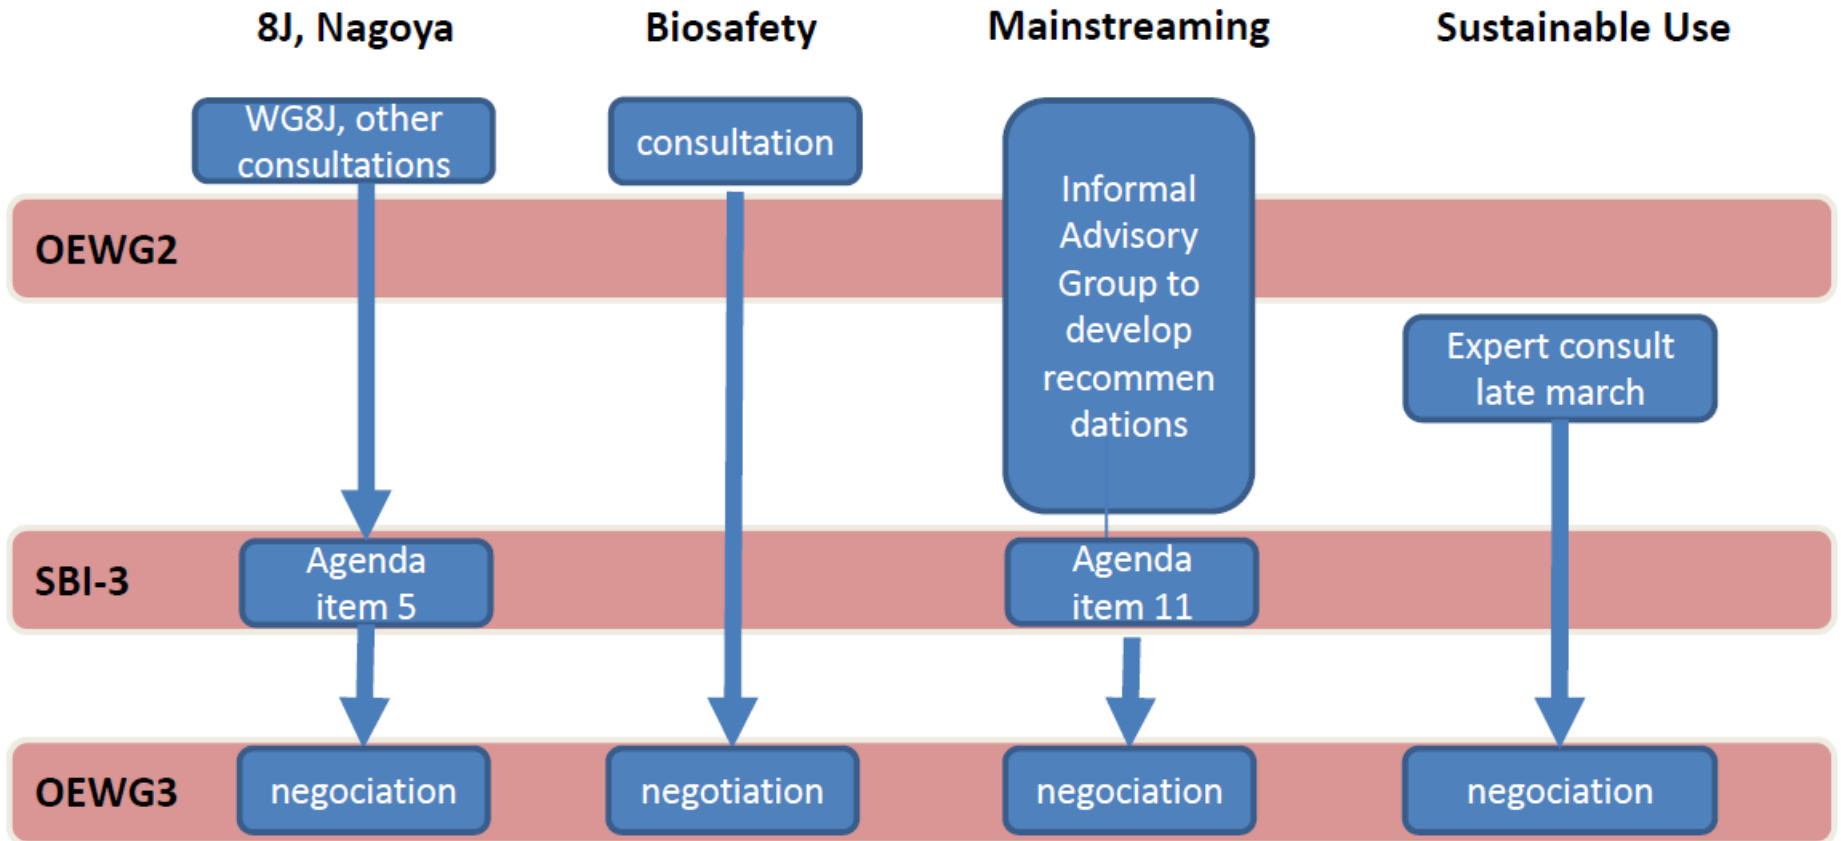 8J, Nagoya
Biosafety
Mainstreaming
Sustainable Use
WG8J, other
consultations
consultation
Informal
Advisory
Group to
develop
recommen
dations
OEWG2
Expert consult
late march
SBI-3
Agenda
item 5
Agenda
item 11
OEWG3
negociation
negotiation
negociation
negociation